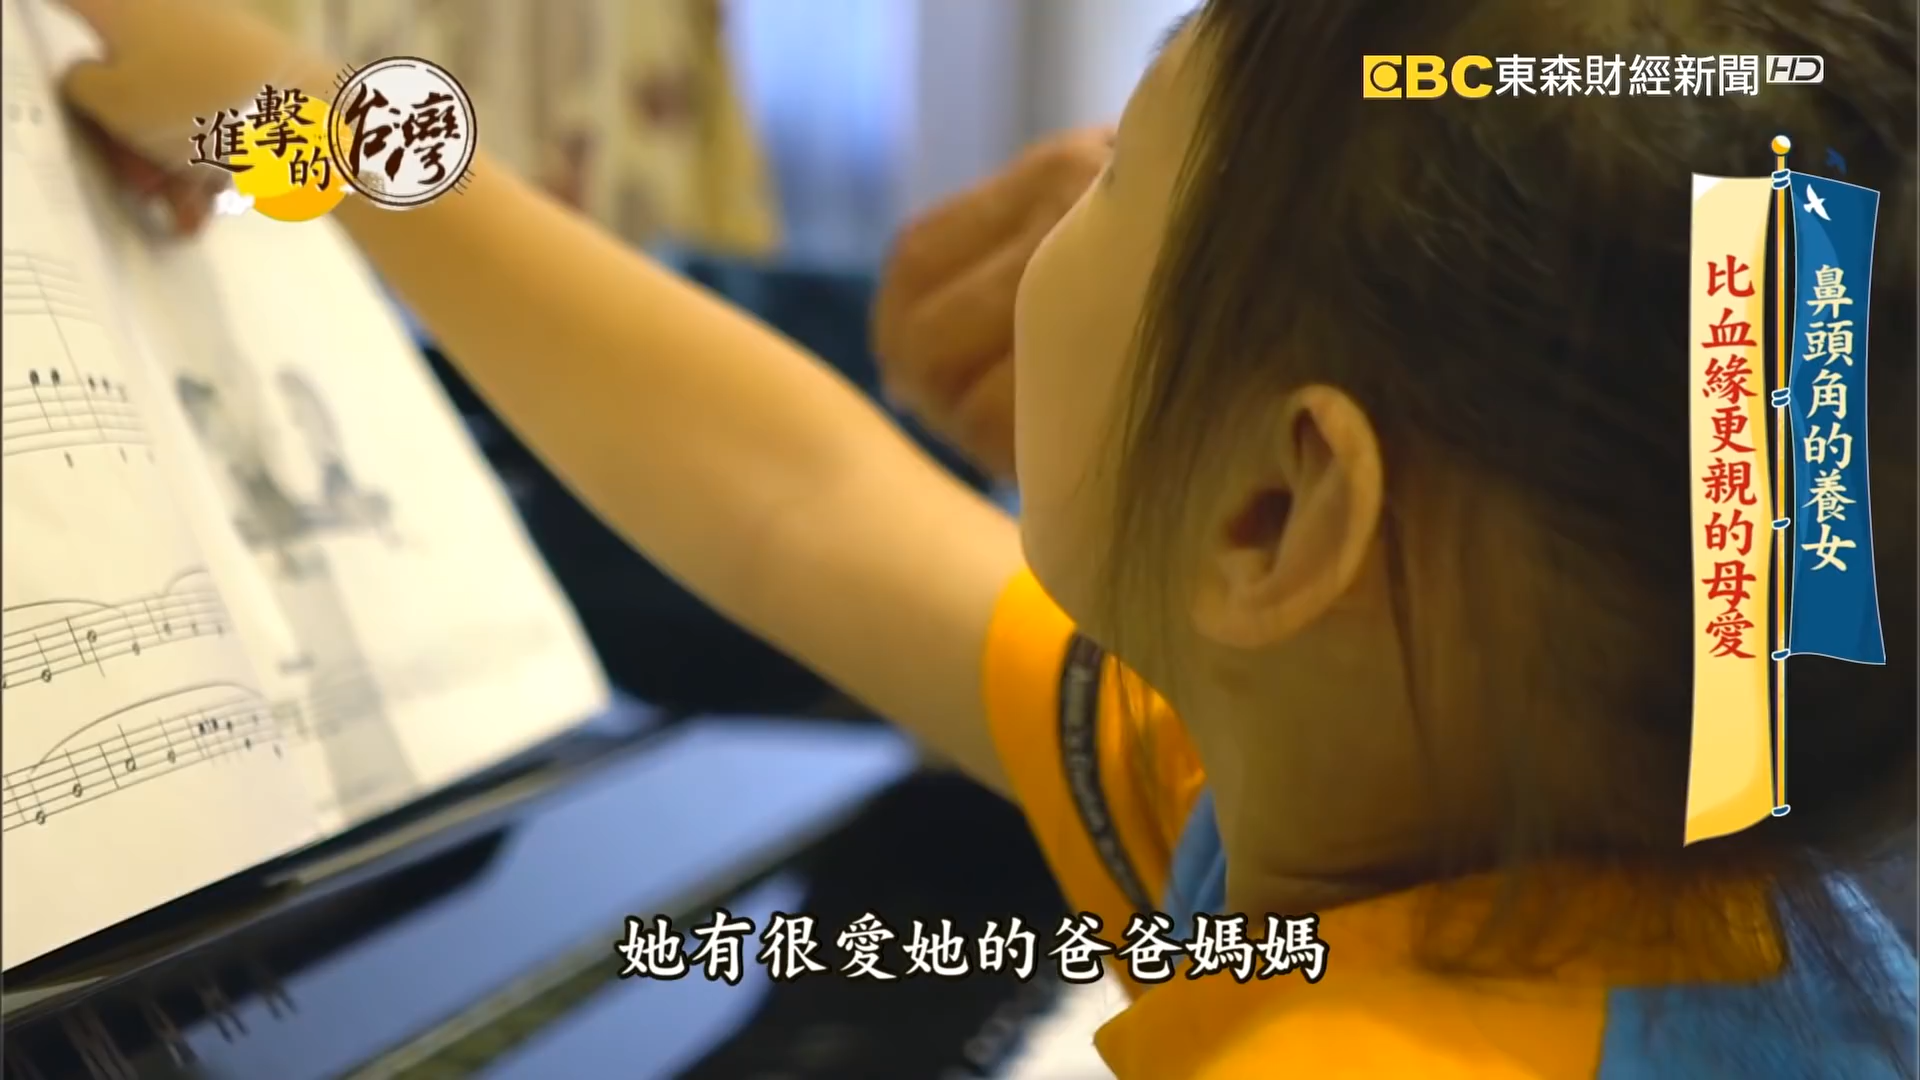 進擊的台灣
EBC東森財經新聞HD
鼻頭角的養女
比血緣更親的母愛
她有很愛她的爸爸媽媽